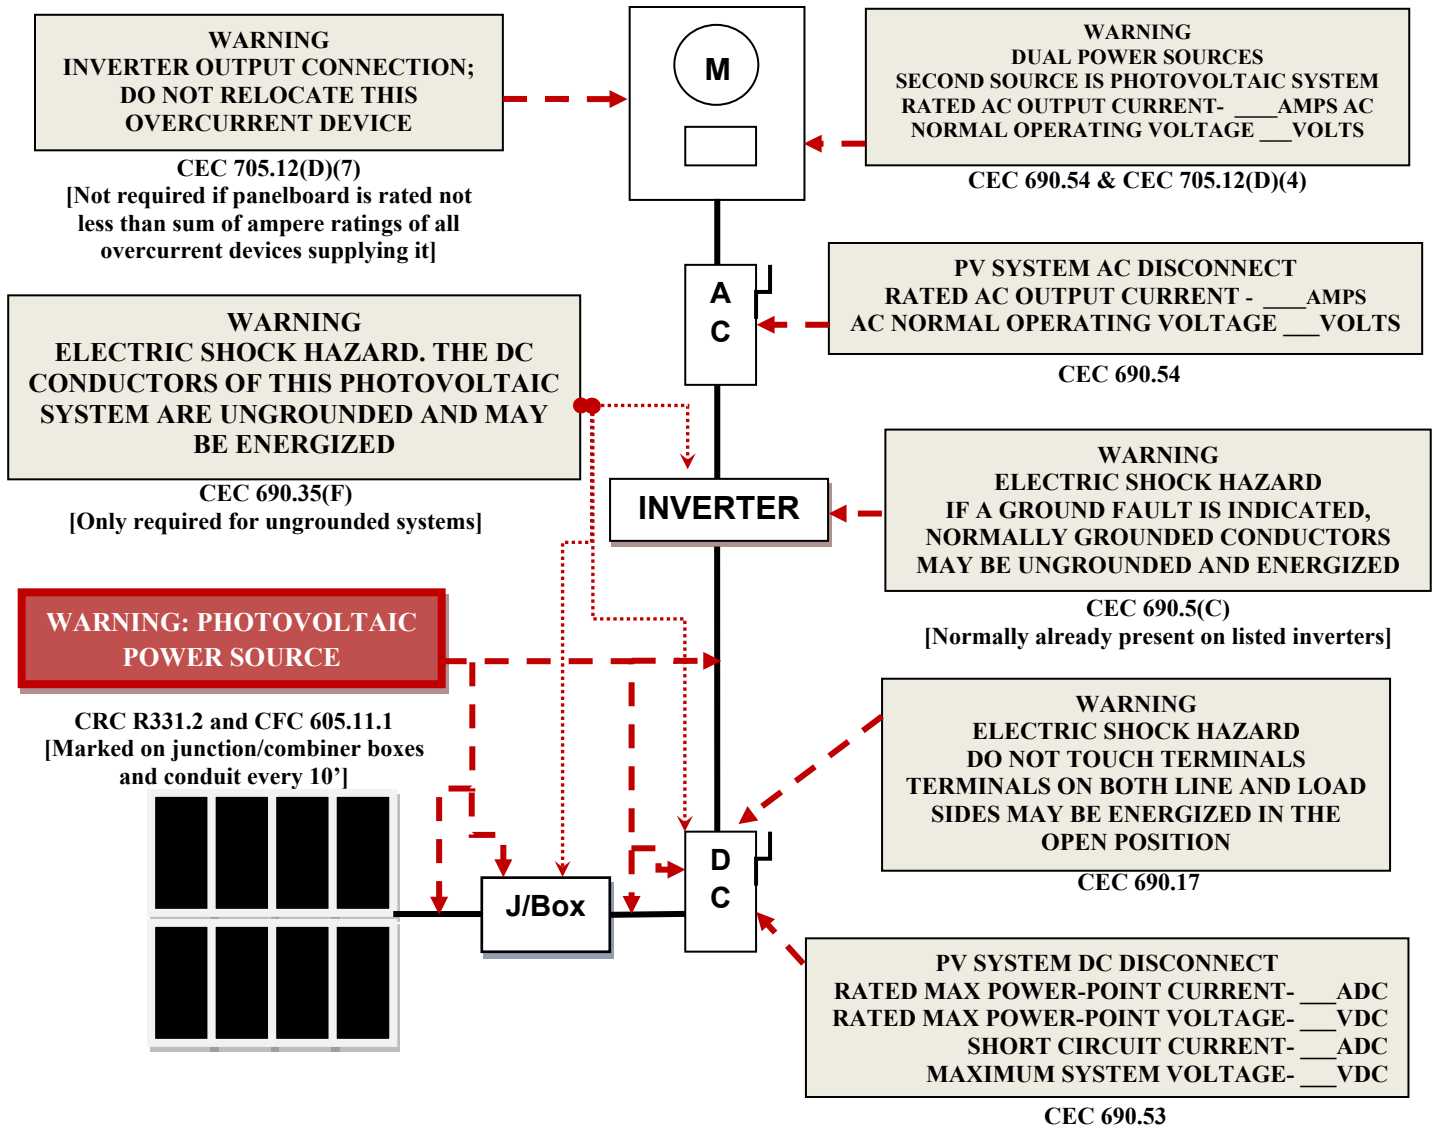 WARNING
INVERTER OUTPUT CONNECTION;
DO NOT RELOCATE THIS
OVERCURRENT DEVICE
CEC 705.12(D)(7)
[Not required if panelboard is rated not
less than sum of ampere ratings of all
overcurrent devices supplying it]
M
WARNING
DUAL POWER SOURCES
SECOND SOURCE IS PHOTOVOLTAIC SYSTEM
RATED AC OUTPUT CURRENT- ____AMPS AC
NORMAL OPERATING VOLTAGE ___VOLTS
CEC 690.54 & CEC 705.12(D)(4)
A
C
PV SYSTEM AC DISCONNECT
RATED AC OUTPUT CURRENT - ___AMPS
AC NORMAL OPERATING VOLTAGE ___VOLTS
CEC 690.54
WARNING
ELECTRIC SHOCK HAZARD. THE DC
CONDUCTORS OF THIS PHOTOVOLTAIC
SYSTEM ARE UNGROUNDED AND MAY
BE ENERGIZED
CEC 690.35(F)
[Only required for ungrounded systems]
INVERTER
WARNING
ELECTRIC SHOCK HAZARD
IF A GROUND FAULT IS INDICATED,
NORMALLY GROUNDED CONDUCTORS
MAY BE UNGROUNDED AND ENERGIZED
CEC 690.5(C)
[Normally already present on listed inverters]
WARNING: PHOTOVOLTAIC
POWER SOURCE
CRC R331.2 and CFC 605.11.1
[Marked on junction/combiner boxes
and conduit every 10’]
WARNING
ELECTRIC SHOCK HAZARD
DO NOT TOUCH TERMINALS
TERMINALS ON BOTH LINE AND LOAD
SIDES MAY BE ENERGIZED IN THE
OPEN POSITION
CEC 690.17
J/Box
D
C
PV SYSTEM DC DISCONNECT
RATED MAX POWER-POINT CURRENT- ___ADC
RATED MAX POWER-POINT VOLTAGE- ___VDC
SHORT CIRCUIT CURRENT- ___ADC
MAXIMUM SYSTEM VOLTAGE- ___VDC
CEC 690.53